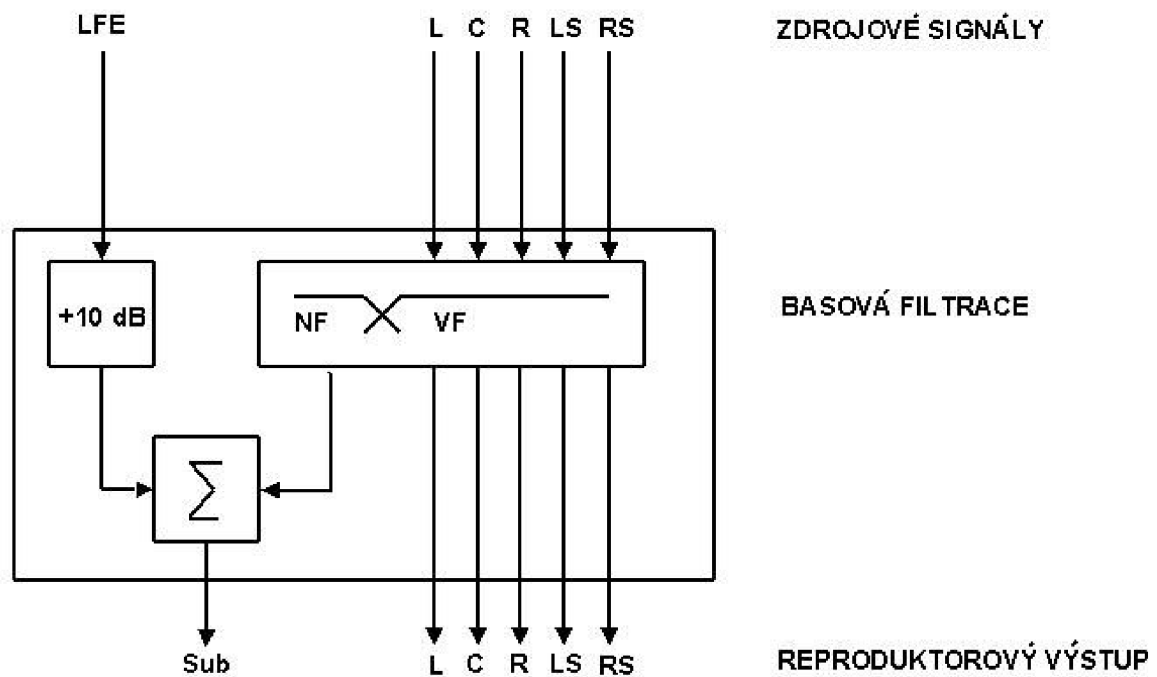 LFE L C R LS RS ZDROJOVÉ SIGNÁLY
+10 dB NF VF BASOVÁ FILTRACE
∑
Sub L C R LS RS REPRODUKTOROVÝ VÝSTUP